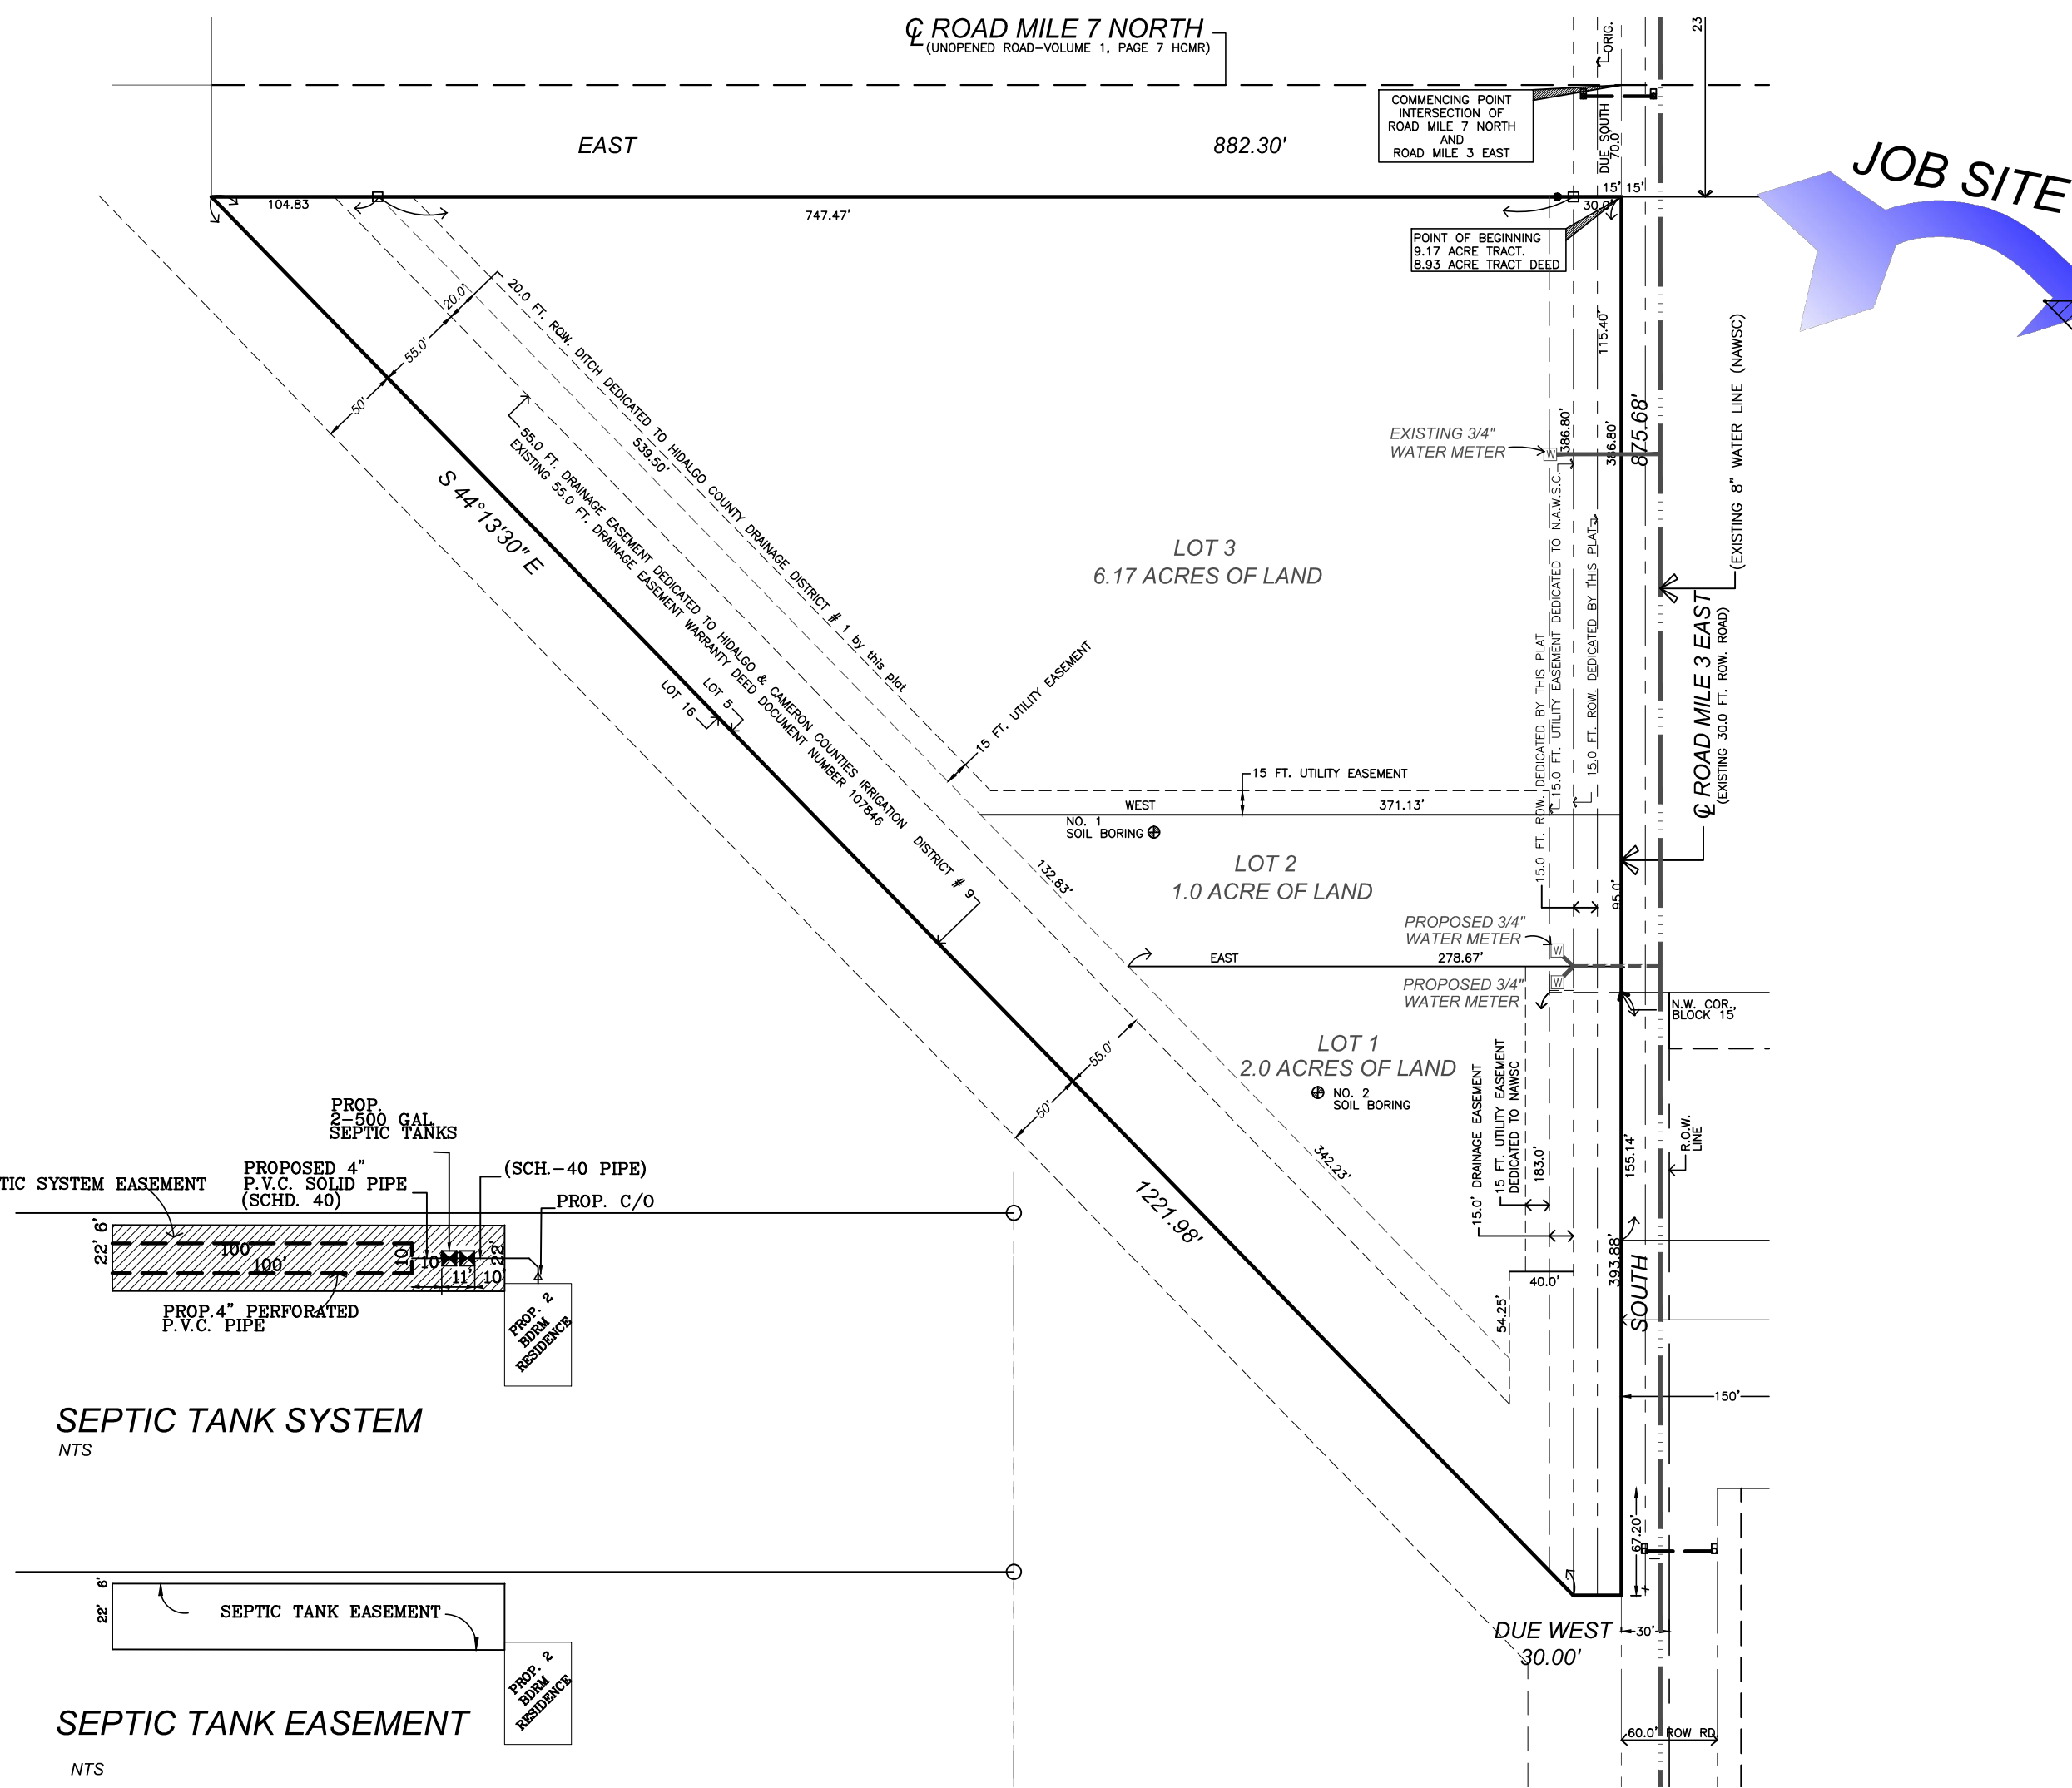 ℄ ROAD MILE 7 NORTH
(UNOPENED ROAD-VOLUME 1, PAGE 7 HCMR)
ORIG.
23
COMMENCING POINT
INTERSECTION OF
ROAD MILE 7 NORTH
AND
ROAD MILE 3 EAST
DUE SOUTH
70.0'
EAST
882.30'
JOB SITE
104.83
747.47'
15' 15'
30.0'
POINT OF BEGINNING
9.17 ACRE TRACT.
8.93 ACRE TRACT DEED
20.0'
55.0'
50'
20.0 FT. ROW. DITCH DEDICATED TO HIDALGO COUNTY DRAINAGE DISTRICT # 1 by this plat
539.50'
55.0 FT. DRAINAGE EASEMENT DEDICATED TO HIDALGO & CAMERON COUNTIES IRRIGATION DISTRICT # 9
EXISTING 55.0 FT. DRAINAGE EASEMENT WARRANTY DEED DOCUMENT NUMBER 107846
S 44°13'30" E
LOT 16
LOT 5
115.40'
EXISTING 3/4"
WATER METER
W
386.80'
386.80'
875.68'
(EXISTING 8" WATER LINE (NAWSC)
LOT 3
6.17 ACRES OF LAND
15.0 FT. ROW. DEDICATED BY THIS PLAT
15.0 FT. UTILITY EASEMENT DEDICATED TO N.A.W.S.C.
15.0 FT. ROW. DEDICATED BY THIS PLAT
℄ ROAD MILE 3 EAST
(EXISTING 30.0 FT. ROW. ROAD)
15 FT. UTILITY EASEMENT
15 FT. UTILITY EASEMENT
WEST
371.13'
NO. 1
SOIL BORING
132.83'
LOT 2
1.0 ACRE OF LAND
95.0'
PROPOSED 3/4"
WATER METER
W
EAST
278.67'
PROPOSED 3/4"
WATER METER
W
N.W. COR.,
BLOCK 15
LOT 1
2.0 ACRES OF LAND
NO. 2
SOIL BORING
55.0'
50'
342.23'
1221.98'
15.0' DRAINAGE EASEMENT
15 FT. UTILITY EASEMENT
DEDICATED TO NAWSC
183.0'
155.14'
R.O.W.
LINE
393.88'
SOUTH
40.0'
54.25'
150'
67.20'
DUE WEST
30.00'
30'
60.0' ROW RD.
PROP.
2-500 GAL
SEPTIC TANKS
TIC SYSTEM EASEMENT
PROPOSED 4"
P.V.C. SOLID PIPE
(SCHD. 40)
(SCH.-40 PIPE)
PROP. C/O
6'
22'
100'
100'
10'
10'
11'
22'
10'
PROP.4" PERFORATED
P.V.C. PIPE
PROP. 2
BDRM
RESIDENCE
SEPTIC TANK SYSTEM
NTS
6'
22'
SEPTIC TANK EASEMENT
PROP. 2
BDRM
RESIDENCE
SEPTIC TANK EASEMENT
NTS